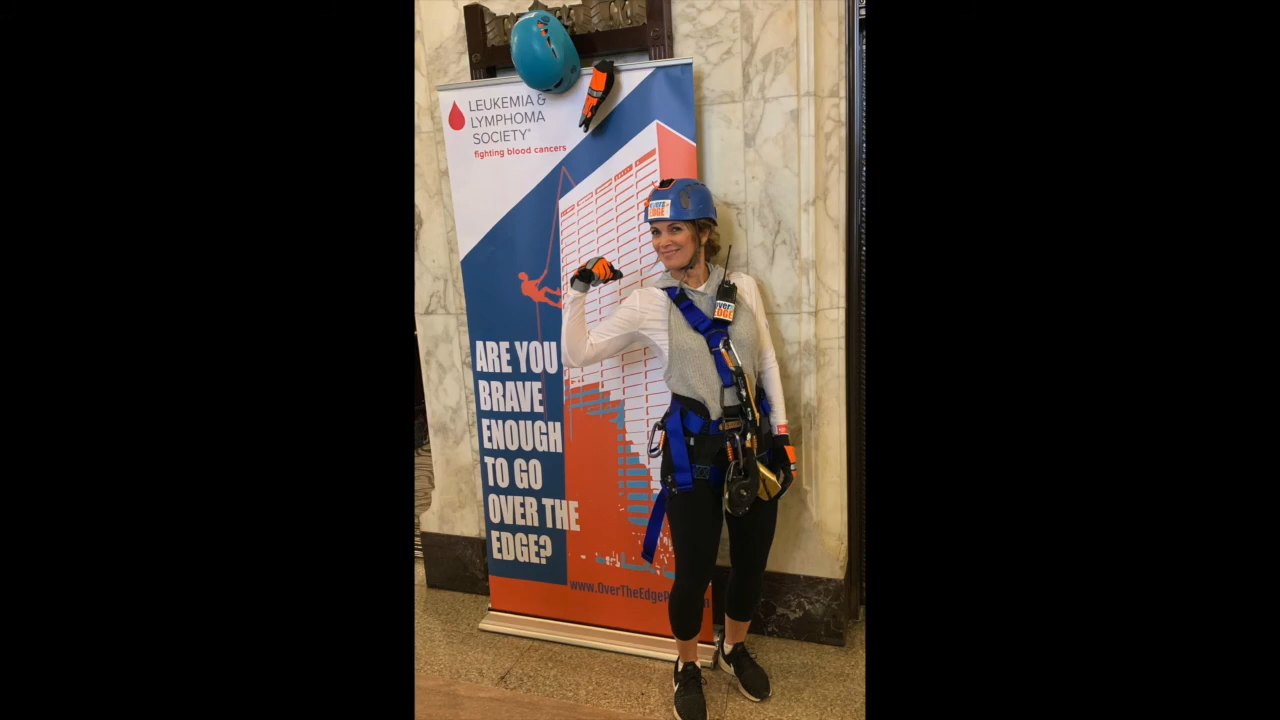 LEUKEMIA &
LYMPHOMA
SOCIETY®
fighting blood cancers
OVER
EDGE
OVER
EDGE
ARE YOU
BRAVE
ENOUGH
TO GO
OVER THE
EDGE?